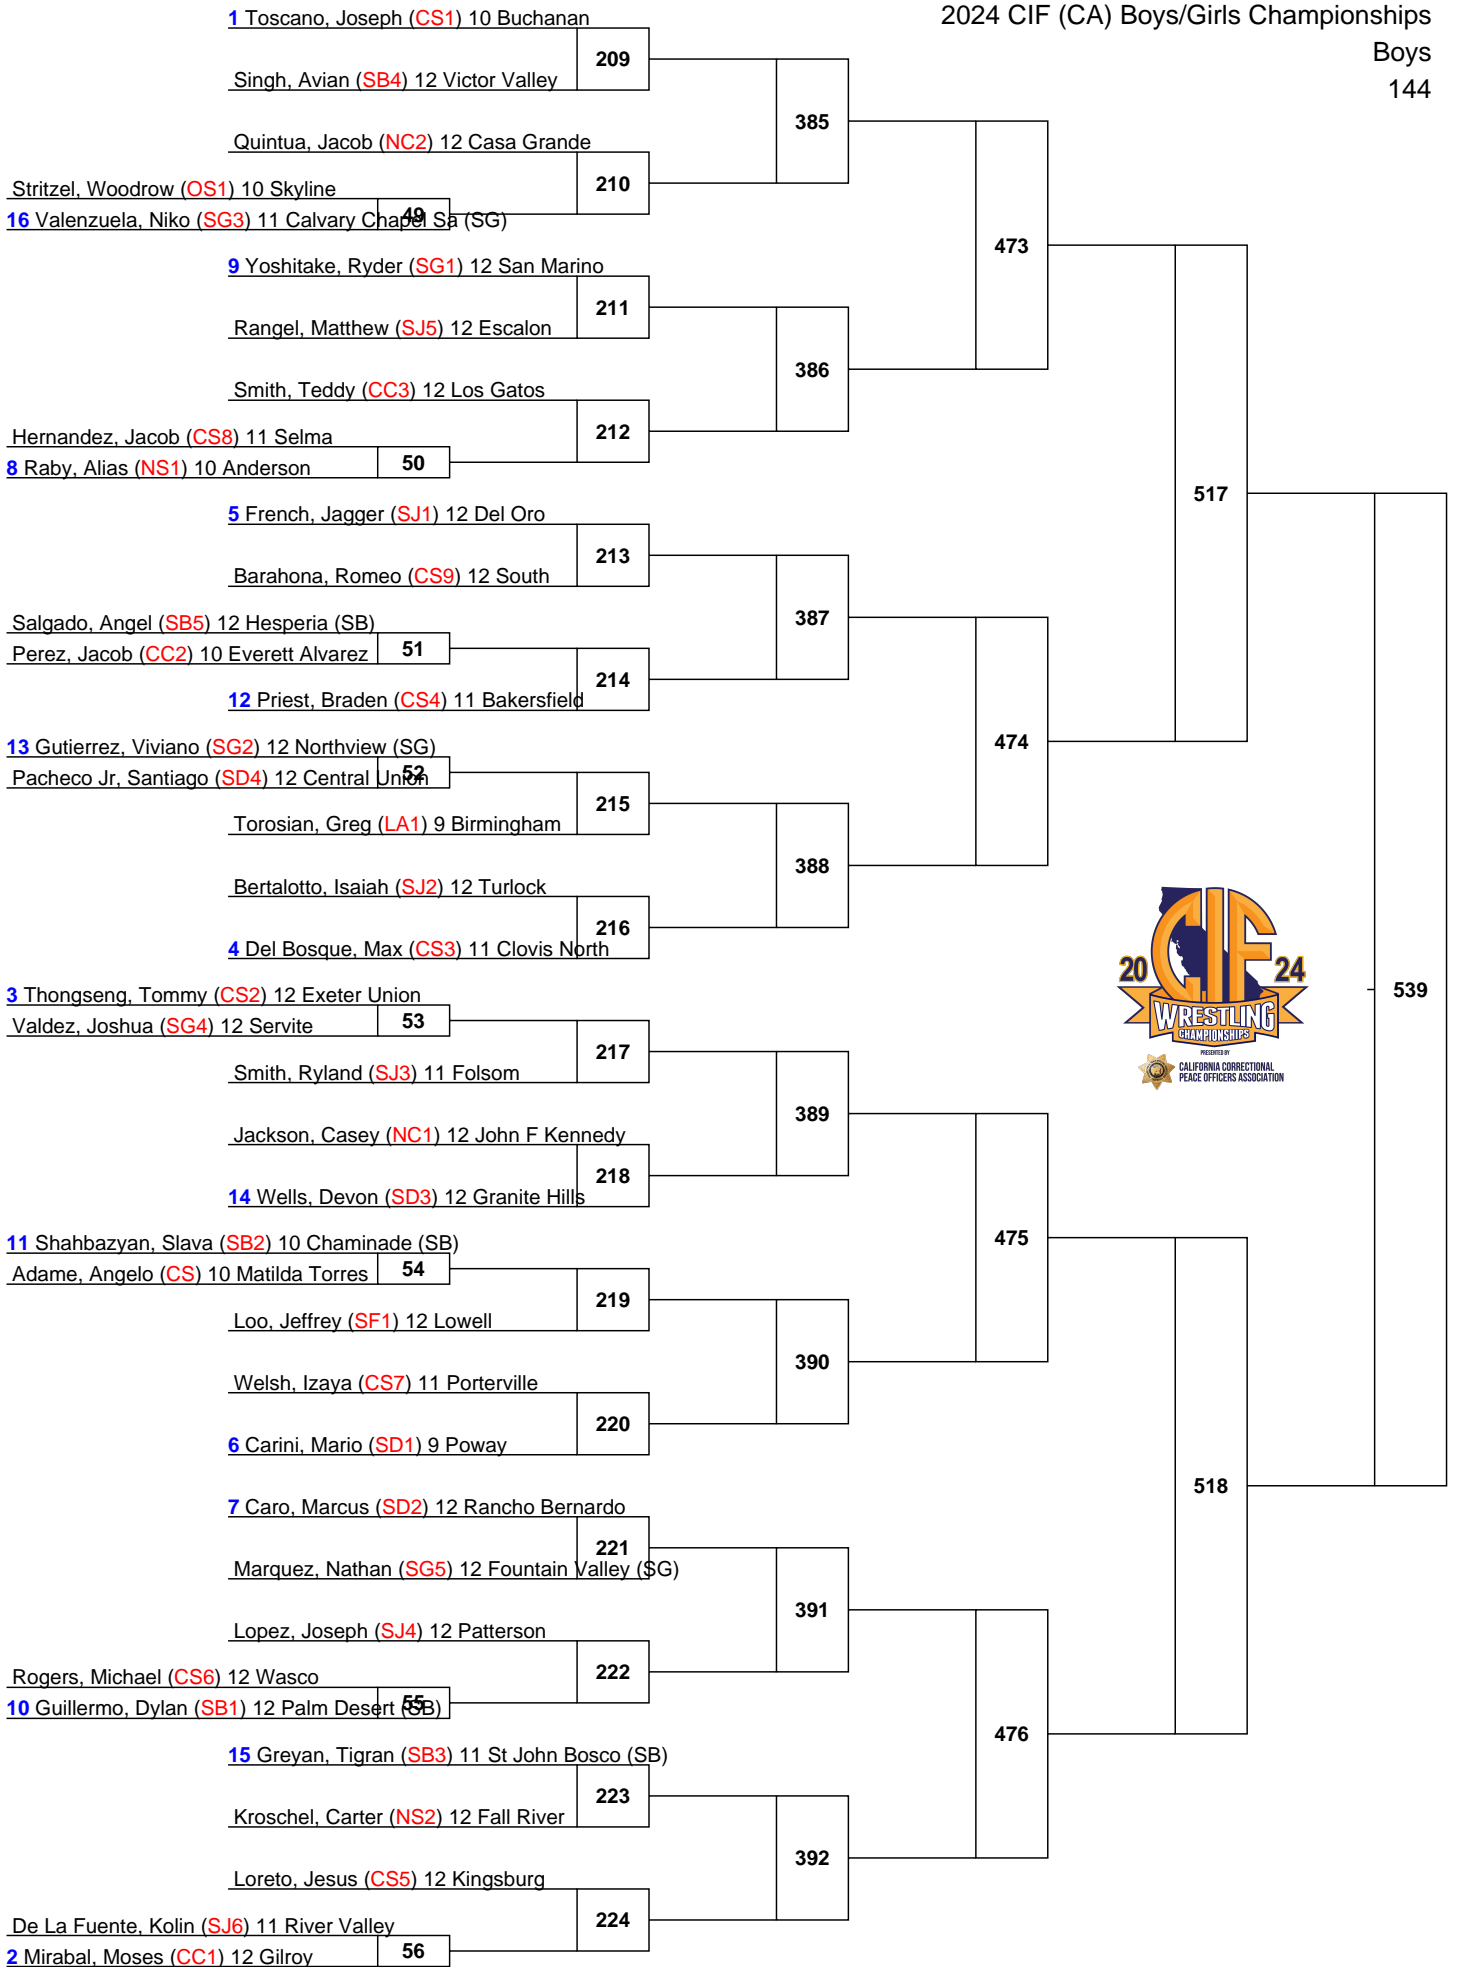 2024 CIF (CA) Boys/Girls Championships
Boys
144
1 Toscano, Joseph (CS1) 10 Buchanan
209
Singh, Avian (SB4) 12 Victor Valley
385
Quintua, Jacob (NC2) 12 Casa Grande
210
Stritzel, Woodrow (OS1) 10 Skyline
49
16 Valenzuela, Niko (SG3) 11 Calvary Chapel Sa (SG)
473
9 Yoshitake, Ryder (SG1) 12 San Marino
211
Rangel, Matthew (SJ5) 12 Escalon
386
Smith, Teddy (CC3) 12 Los Gatos
212
Hernandez, Jacob (CS8) 11 Selma
50
8 Raby, Alias (NS1) 10 Anderson
517
5 French, Jagger (SJ1) 12 Del Oro
213
Barahona, Romeo (CS9) 12 South
387
Salgado, Angel (SB5) 12 Hesperia (SB)
51
Perez, Jacob (CC2) 10 Everett Alvarez
214
12 Priest, Braden (CS4) 11 Bakersfield
474
13 Gutierrez, Viviano (SG2) 12 Northview (SG)
52
Pacheco Jr, Santiago (SD4) 12 Central Union
215
Torosian, Greg (LA1) 9 Birmingham
388
Bertalotto, Isaiah (SJ2) 12 Turlock
216
4 Del Bosque, Max (CS3) 11 Clovis North
20 CIF 24
WRESTLING
CHAMPIONSHIPS
PRESENTED BY
CALIFORNIA CORRECTIONAL
PEACE OFFICERS ASSOCIATION
539
3 Thongseng, Tommy (CS2) 12 Exeter Union
53
Valdez, Joshua (SG4) 12 Servite
217
Smith, Ryland (SJ3) 11 Folsom
389
Jackson, Casey (NC1) 12 John F Kennedy
218
14 Wells, Devon (SD3) 12 Granite Hills
475
11 Shahbazyan, Slava (SB2) 10 Chaminade (SB)
54
Adame, Angelo (CS) 10 Matilda Torres
219
Loo, Jeffrey (SF1) 12 Lowell
390
Welsh, Izaya (CS7) 11 Porterville
220
6 Carini, Mario (SD1) 9 Poway
518
7 Caro, Marcus (SD2) 12 Rancho Bernardo
221
Marquez, Nathan (SG5) 12 Fountain Valley (SG)
391
Lopez, Joseph (SJ4) 12 Patterson
222
Rogers, Michael (CS6) 12 Wasco
55
10 Guillermo, Dylan (SB1) 12 Palm Desert (SB)
476
15 Greyan, Tigran (SB3) 11 St John Bosco (SB)
223
Kroschel, Carter (NS2) 12 Fall River
392
Loreto, Jesus (CS5) 12 Kingsburg
224
De La Fuente, Kolin (SJ6) 11 River Valley
56
2 Mirabal, Moses (CC1) 12 Gilroy